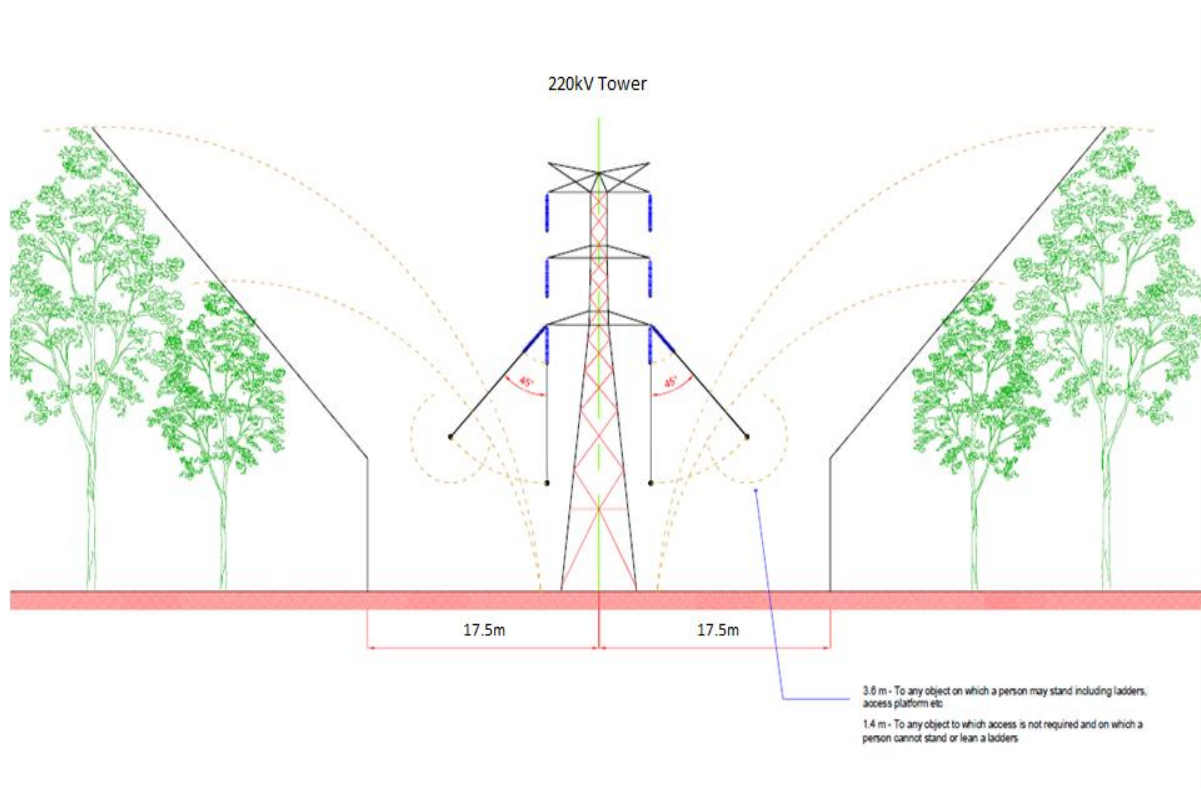 220kV Tower
45°
45°
17.5m
17.5m
3.6 m - To any object on which a person may stand including ladders,
access platform etc
1.4 m - To any object to which access is not required and on which a
person cannot stand or lean a ladders